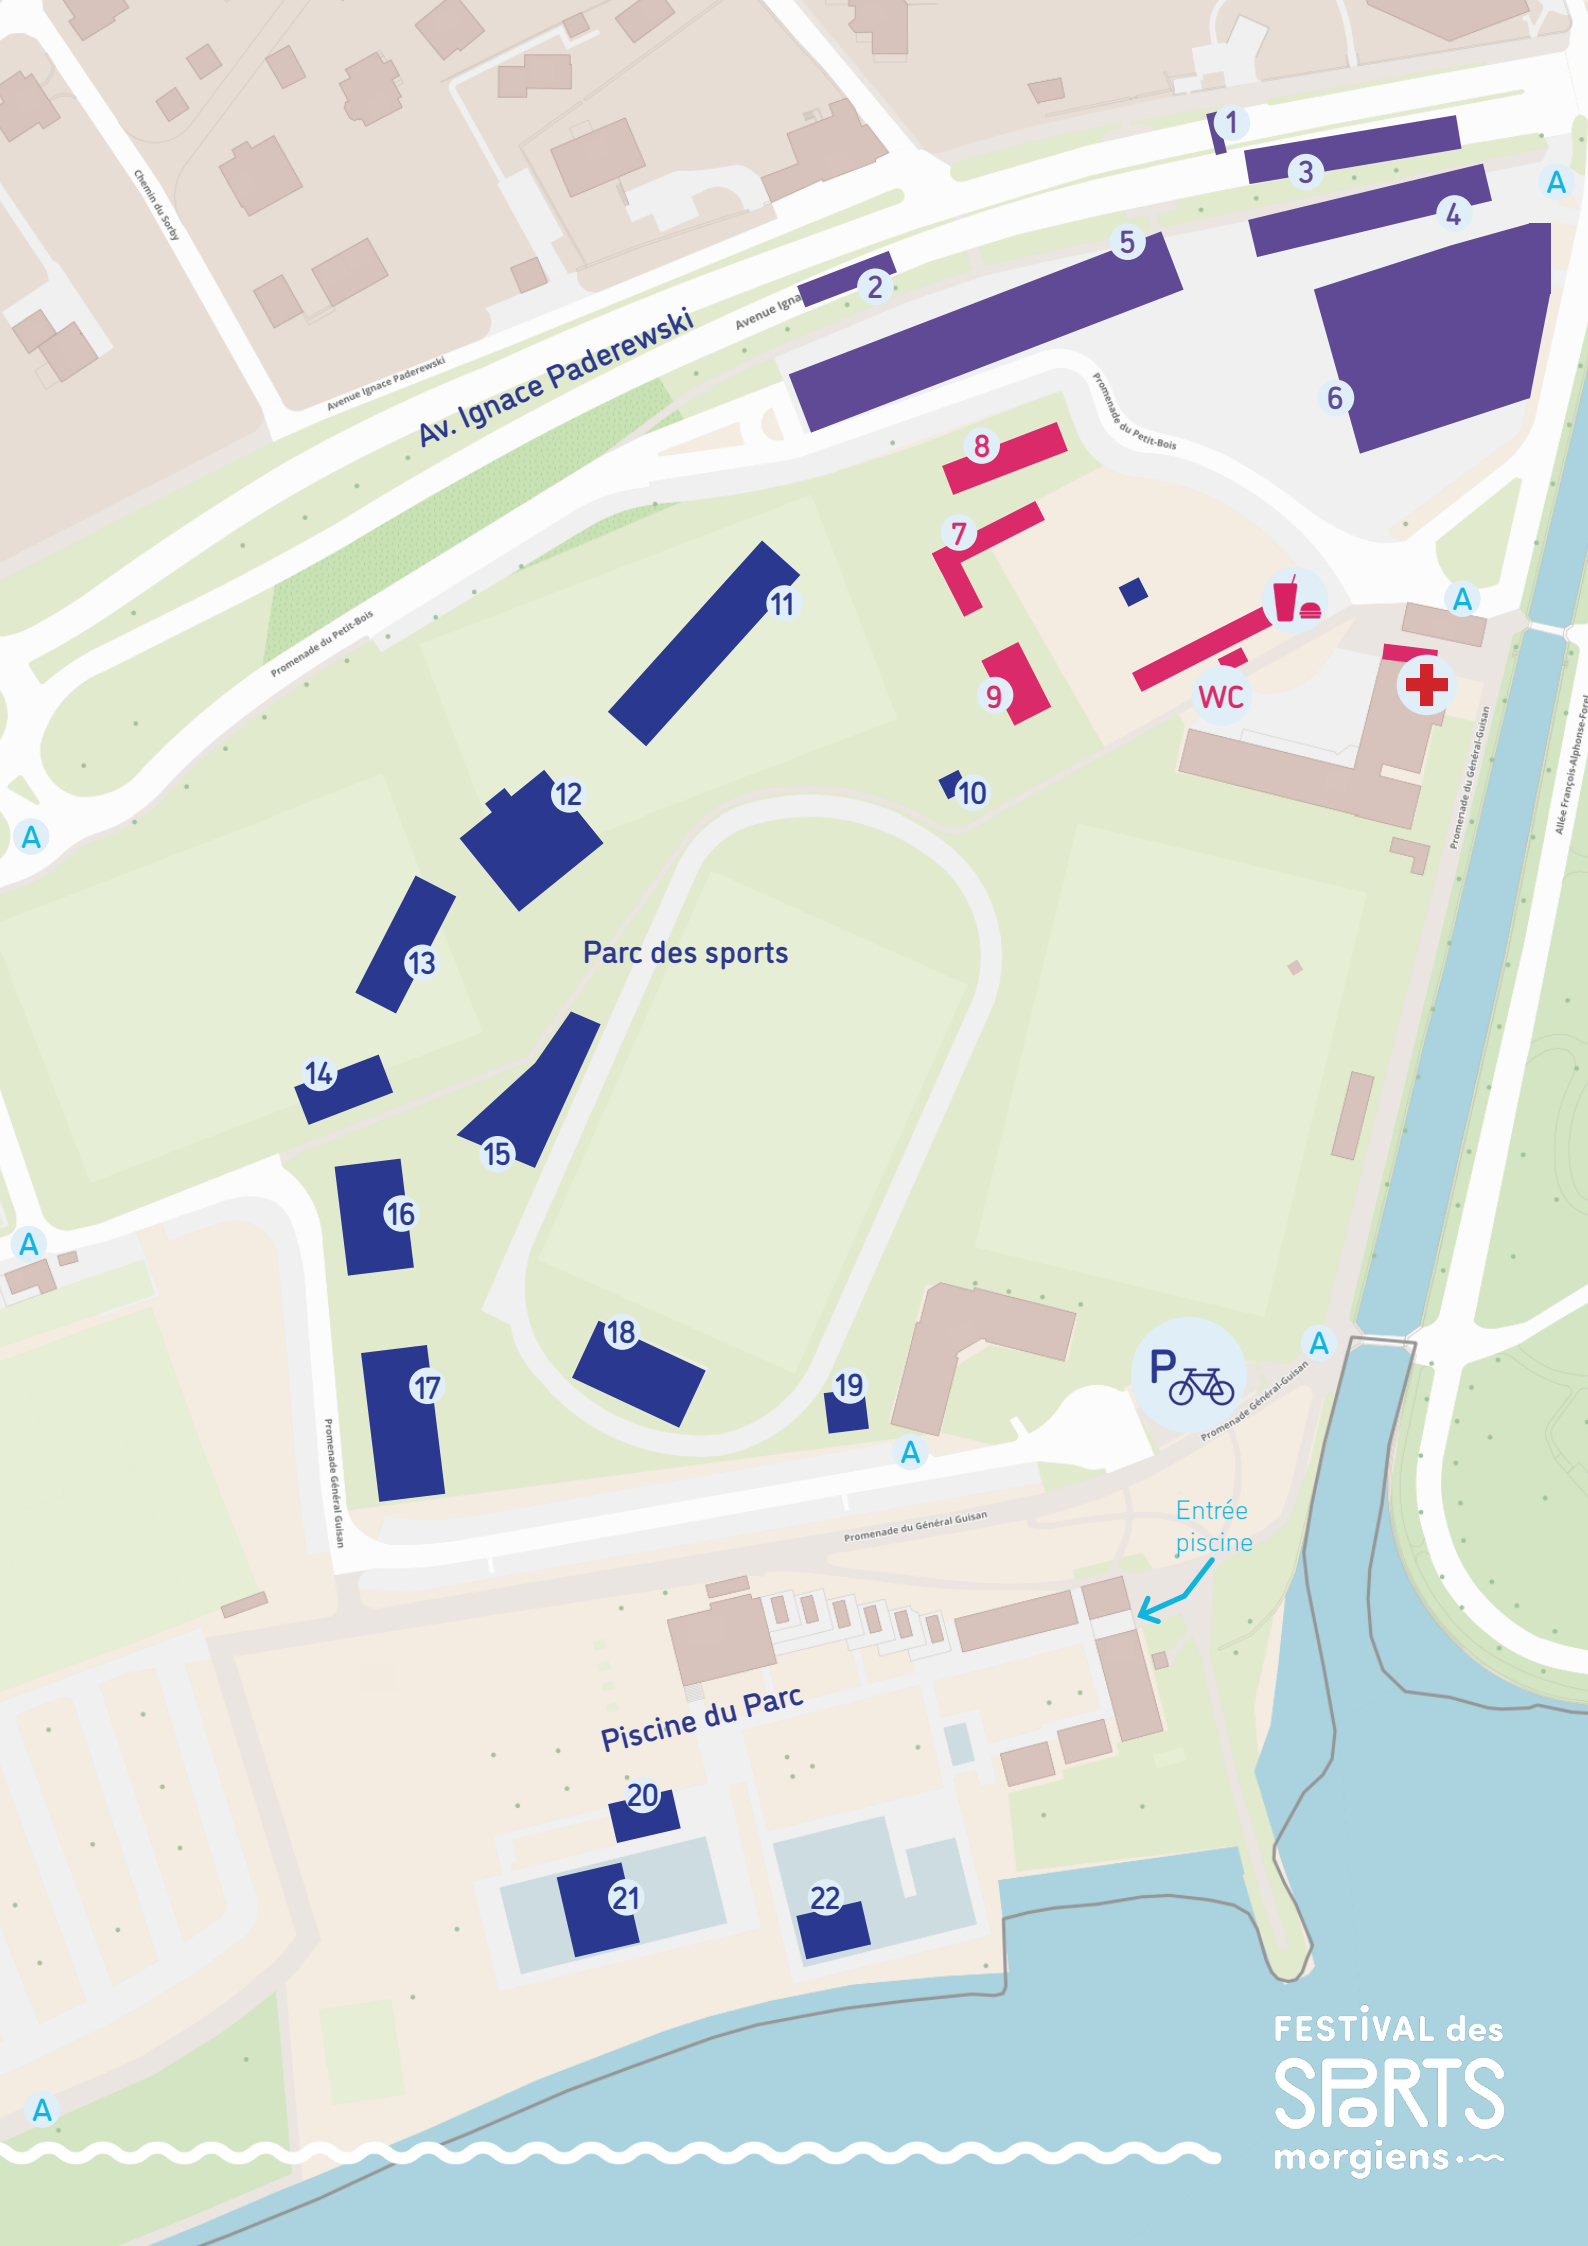 1
3
A
4
2
5
6
Chemin du Sorby
Avenue Ignace Paderewski
Av. Ignace Paderewski
Avenue Igna
Promenade du Petit-Bois
8
7
9
WC
A
10
11
12
13
14
15
16
17
18
19
Promenade du Petit-Bois
A
Parc des sports
Promenade du Général-Guisan
Allée François-Alphonse-Forel
A
A
P
A
Promenade Général-Guisan
Promenade Général Guisan
Promenade du Général Guisan
Entrée
piscine
Piscine du Parc
20
21
22
A
FESTIVAL des
SPORTS
morgiens